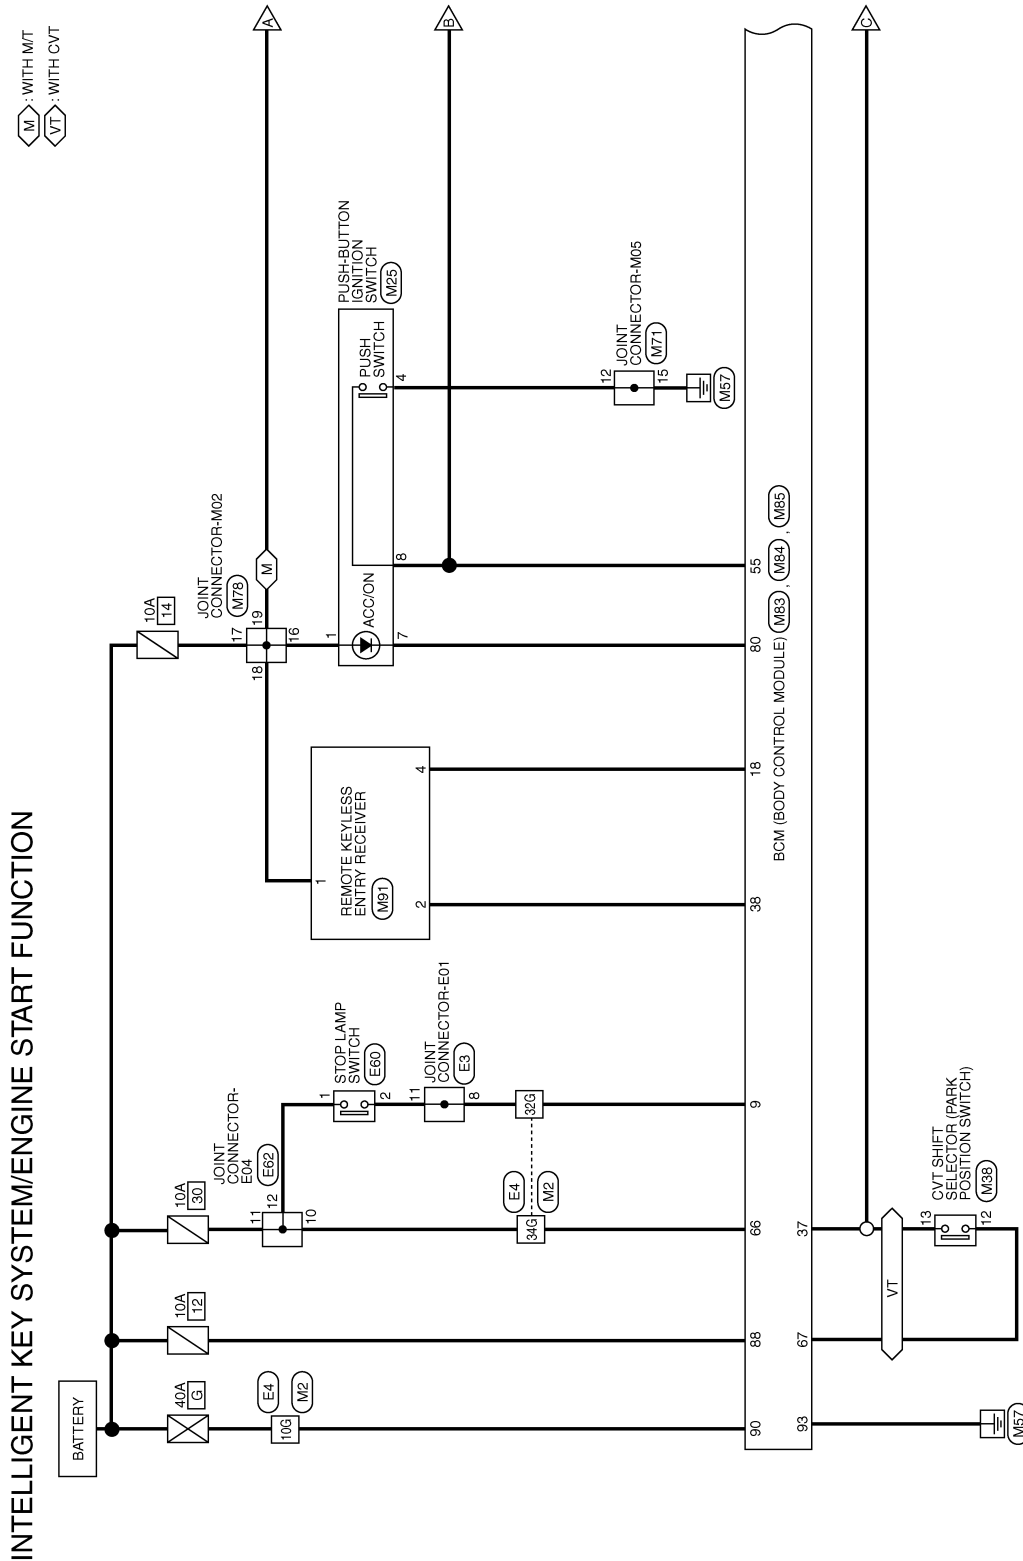 INTELLIGENT KEY SYSTEM/ENGINE START FUNCTION
M : WITH M/T
VT : WITH CVT
BATTERY
40A
G
10A
12
10A
30
10A
14
E4
M2
10G
JOINT
CONNECTOR-
E04
E62
11
12
10
STOP LAMP
SWITCH
E60
1
2
JOINT
CONNECTOR-E01
E3
11
8
E4
M2
34G
32G
JOINT
CONNECTOR-M02
M78
17
18
19
16
M
A
REMOTE KEYLESS
ENTRY RECEIVER
M91
1
2
4
PUSH-BUTTON
IGNITION
SWITCH
M25
PUSH
SWITCH
ACC/ON
1
7
8
4
B
JOINT
CONNECTOR-M05
M71
12
15
M57
90
88
66
9
38
18
80
55
BCM (BODY CONTROL MODULE) M83 , M84 , M85
93
67
37
C
VT
CVT SHIFT
SELECTOR (PARK
POSITION SWITCH)
M38
13
12
M57